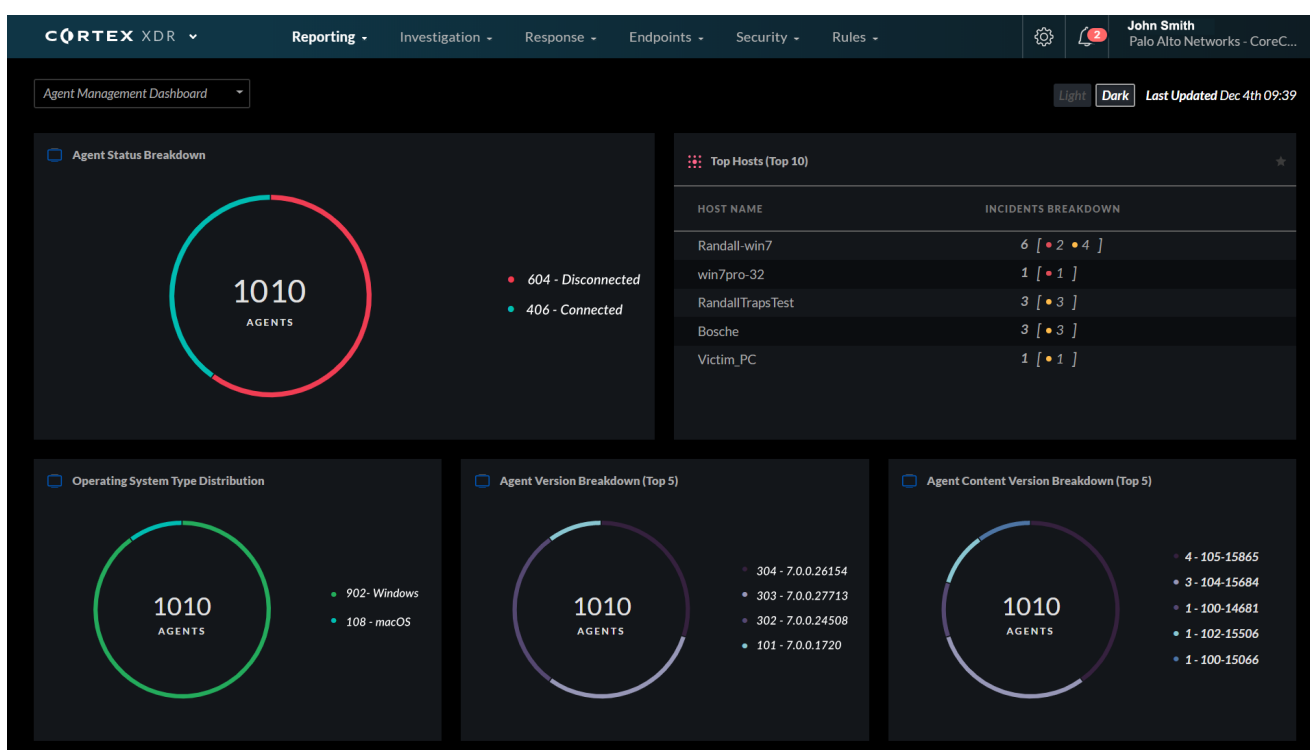 CORTEX XDR
Reporting
Investigation
Response
Endpoints
Security
Rules
2
John Smith
Palo Alto Networks - CoreC...
Agent Management Dashboard
Light
Dark
Last Updated Dec 4th 09:39
Agent Status Breakdown
1010
AGENTS
604 - Disconnected
406 - Connected
Top Hosts (Top 10)
HOST NAME INCIDENTS BREAKDOWN
Randall-win7 6 [ • 2 • 4 ]
win7pro-32 1 [ • 1 ]
RandallTrapsTest 3 [ • 3 ]
Bosche 3 [ • 3 ]
Victim_PC 1 [ • 1 ]
Operating System Type Distribution
1010
AGENTS
902- Windows
108 - macOS
Agent Version Breakdown (Top 5)
1010
AGENTS
304 - 7.0.0.26154
303 - 7.0.0.27713
302 - 7.0.0.24508
101 - 7.0.0.1720
Agent Content Version Breakdown (Top 5)
1010
AGENTS
4 - 105-15865
3 - 104-15684
1 - 100-14681
1 - 102-15506
1 - 100-15066